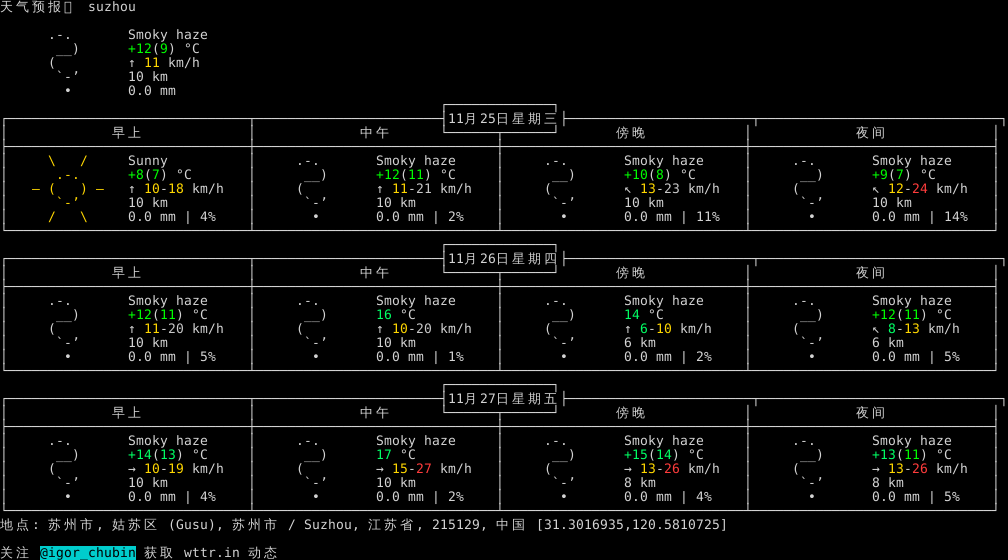 天气预报： suzhou
Smoky haze
+12(9) °C
↑ 11 km/h
10 km
0.0 mm
11月25日星期三
早上 中午 傍晚 夜间
Sunny Smoky haze Smoky haze Smoky haze
+8(7) °C +12(11) °C +10(8) °C +9(7) °C
↑ 10-18 km/h ↑ 11-21 km/h ↖ 13-23 km/h ↖ 12-24 km/h
10 km 10 km 10 km 10 km
0.0 mm | 4% 0.0 mm | 2% 0.0 mm | 11% 0.0 mm | 14%
11月26日星期四
早上 中午 傍晚 夜间
Smoky haze Smoky haze Smoky haze Smoky haze
+12(11) °C 16 °C 14 °C +12(11) °C
↑ 11-20 km/h ↑ 10-20 km/h ↑ 6-10 km/h ↖ 8-13 km/h
10 km 10 km 6 km 6 km
0.0 mm | 5% 0.0 mm | 1% 0.0 mm | 2% 0.0 mm | 5%
11月27日星期五
早上 中午 傍晚 夜间
Smoky haze Smoky haze Smoky haze Smoky haze
+14(13) °C 17 °C +15(14) °C +13(11) °C
→ 10-19 km/h → 15-27 km/h → 13-26 km/h → 13-26 km/h
10 km 10 km 8 km 8 km
0.0 mm | 4% 0.0 mm | 2% 0.0 mm | 4% 0.0 mm | 5%
地点: 苏州市, 姑苏区 (Gusu), 苏州市 / Suzhou, 江苏省, 215129, 中国 [31.3016935,120.5810725]
关注 @igor_chubin 获取 wttr.in 动态